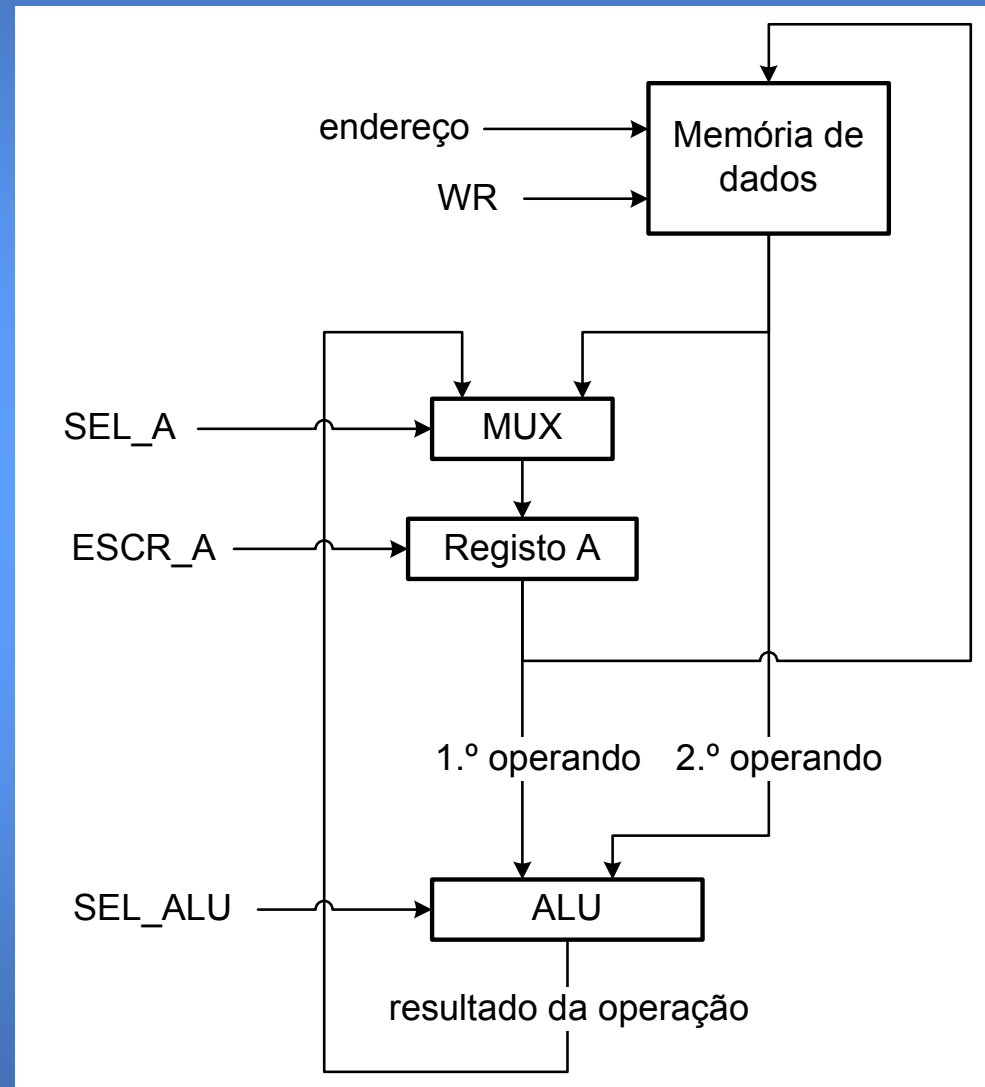 endereço
WR
Memória de
dados
SEL_A
MUX
ESCR_A
Registo A
1.º operando
2.º operando
SEL_ALU
ALU
resultado da operação